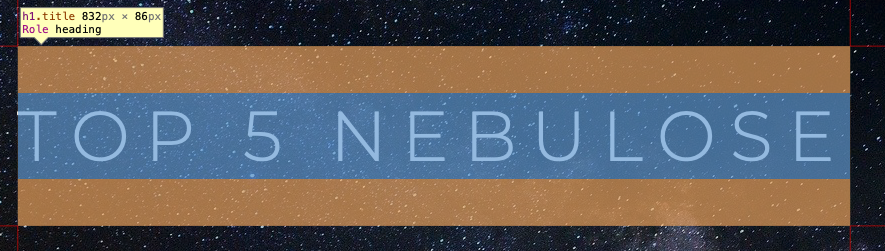 h1.title 832px × 86px
Role heading
TOP 5 NEBULOSE